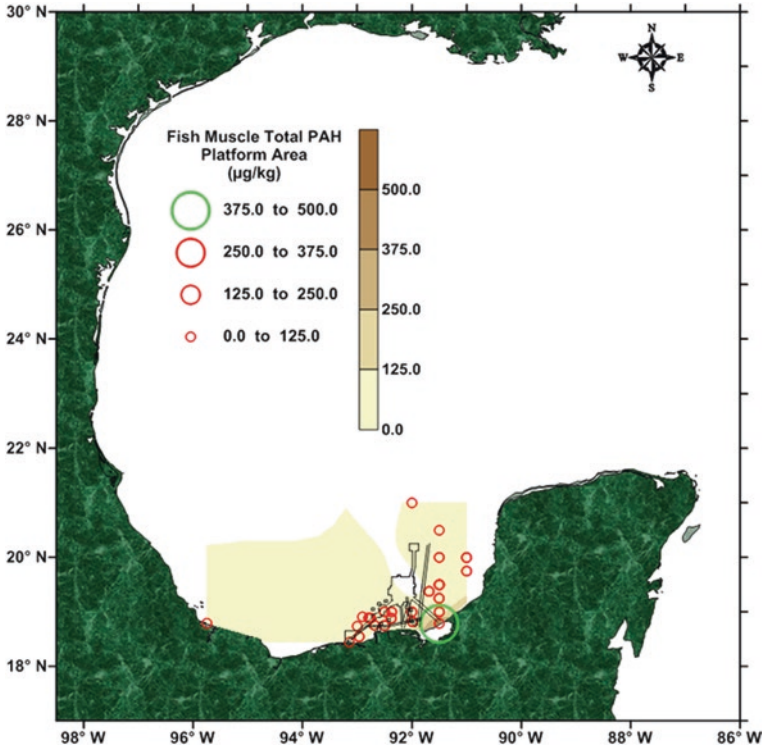 30° N
28° N
26° N
24° N
22° N
20° N
18° N
N
W E
S
Fish Muscle Total PAH
Platform Area
(µg/kg)
375.0 to 500.0
250.0 to 375.0
125.0 to 250.0
0.0 to 125.0
500.0
375.0
250.0
125.0
0.0
98° W 96° W 94° W 92° W 90° W 88° W 86° W